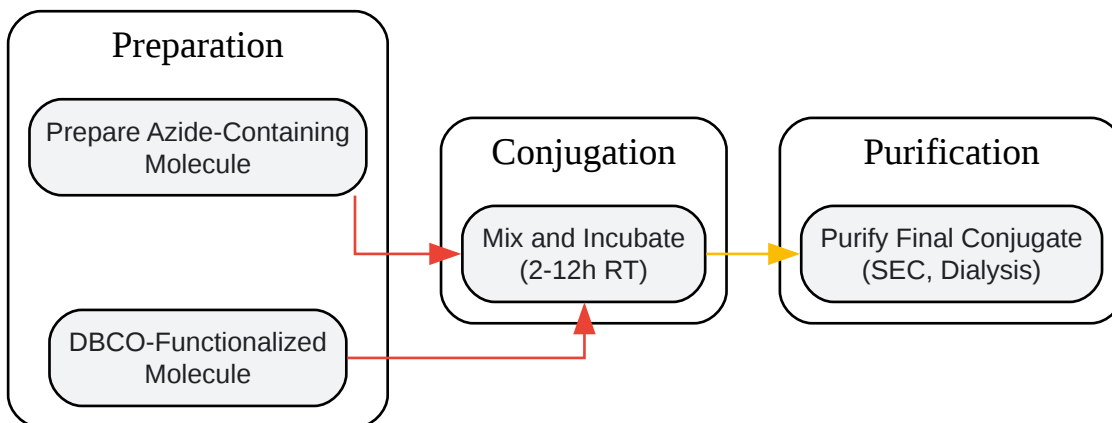 Preparation
Prepare Azide-Containing
Molecule
DBCO-Functionalized
Molecule
Conjugation
Mix and Incubate
(2-12h RT)
Purification
Purify Final Conjugate
(SEC, Dialysis)